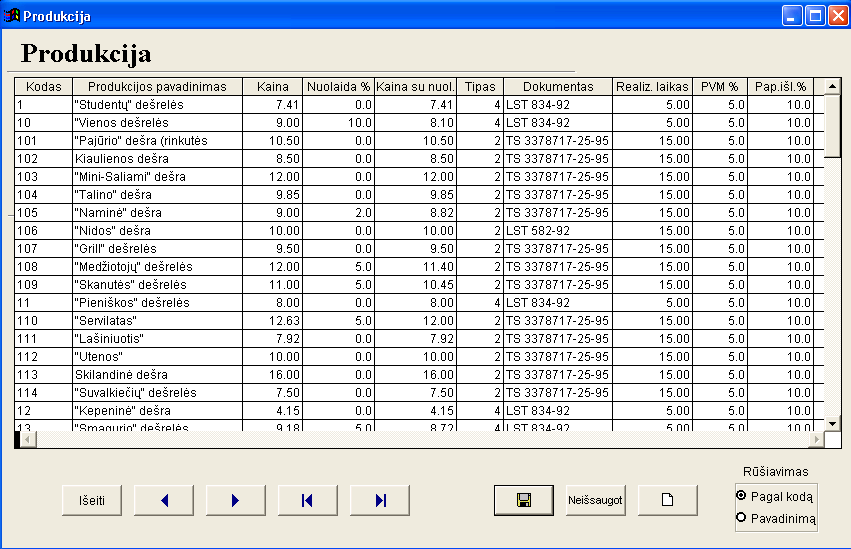 Produkcija
Produkcija
Kodas Produkcijos pavadinimas Kaina Nuolaida % Kaina su nuol. Tipas Dokumentas Realiz. laikas PVM % Pap.išl.%
1 "Studentų" dešrelės 7.41 0.0 7.41 4 LST 834-92 5.00 5.0 10.0
10 "Vienos dešrelės 9.00 10.0 8.10 4 LST 834-92 5.00 5.0 10.0
101 "Pajūrio" dešra (rinkutės 10.50 0.0 10.50 2 TS 3378717-25-95 15.00 5.0 10.0
102 Kiaulienos dešra 8.50 0.0 8.50 2 TS 3378717-25-95 15.00 5.0 10.0
103 "Mini-Saliami" dešra 12.00 0.0 12.00 2 TS 3378717-25-95 15.00 5.0 10.0
104 "Talino" dešra 9.85 0.0 9.85 2 TS 3378717-25-95 15.00 5.0 10.0
105 "Naminė" dešra 9.00 2.0 8.82 2 TS 3378717-25-95 15.00 5.0 10.0
106 "Nidos" dešra 10.00 0.0 10.00 2 LST 582-92 15.00 5.0 10.0
107 "Grill" dešrelės 9.50 0.0 9.50 2 TS 3378717-25-95 15.00 5.0 10.0
108 "Medžiotojų" dešrelės 12.00 5.0 11.40 2 TS 3378717-25-95 15.00 5.0 10.0
109 "Skanutės" dešrelės 11.00 5.0 10.45 2 TS 3378717-25-95 15.00 5.0 10.0
11 "Pieniškos" dešrelės 8.00 0.0 8.00 4 LST 834-92 5.00 5.0 10.0
110 "Servilatas" 12.63 5.0 12.00 2 TS 3378717-25-95 15.00 5.0 10.0
111 "Lašiniuotis" 7.92 0.0 7.92 2 TS 3378717-25-95 15.00 5.0 10.0
112 "Utenos" 10.00 0.0 10.00 2 TS 3378717-25-95 15.00 5.0 10.0
113 Skilandinė dešra 16.00 0.0 16.00 2 TS 3378717-25-95 15.00 5.0 10.0
114 "Suvalkiečių" dešrelės 7.50 0.0 7.50 2 TS 3378717-25-95 15.00 5.0 10.0
12 "Kepeninė" dešra 4.15 0.0 4.15 4 LST 834-92 5.00 5.0 10.0
13 "Smagurio" dešrelės 9.18 5.0 8.72 4 LST 834-92 5.00 5.0 10.0
Rūšiavimas
Išeiti Neišsaugot Pagal kodą
Pavadinimą